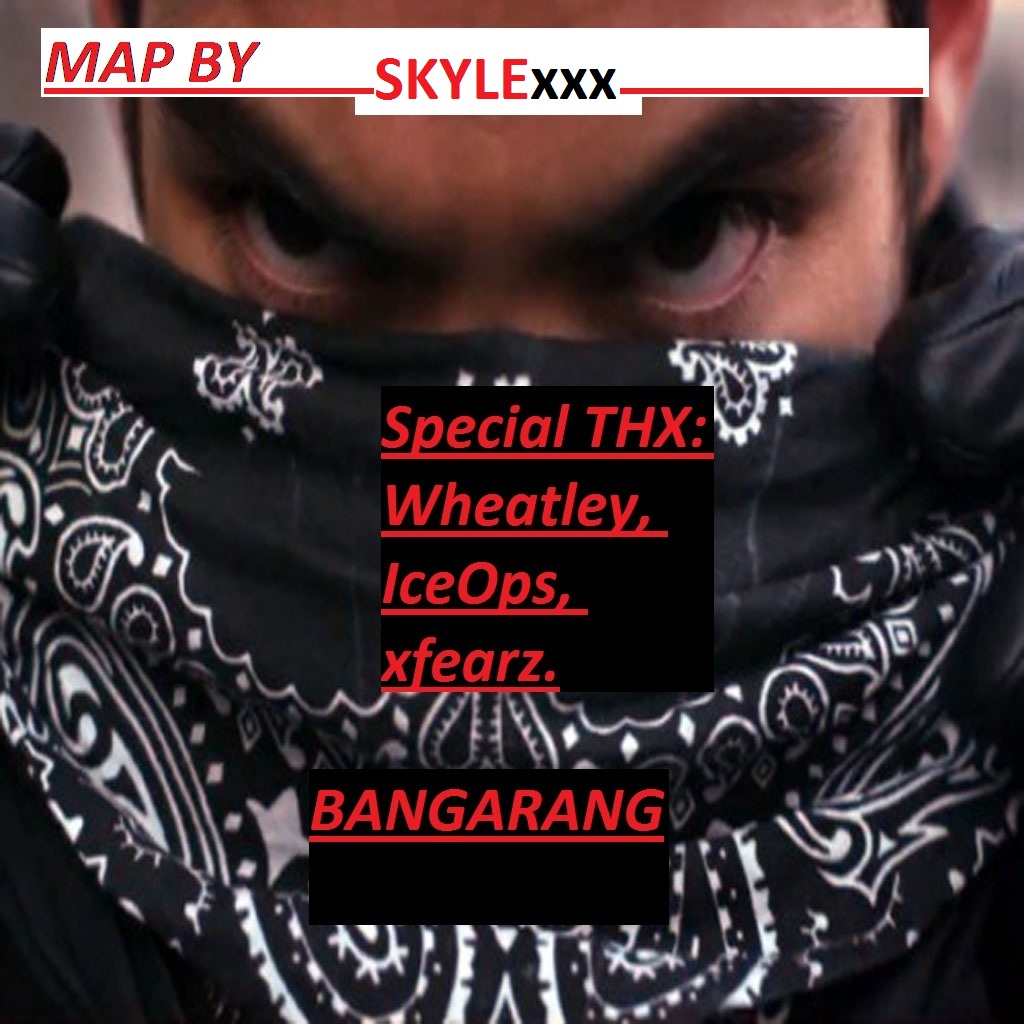 MAP BY
SKYLExxx
Special THX:
Wheatley,
IceOps,
xfearz.
BANGARANG